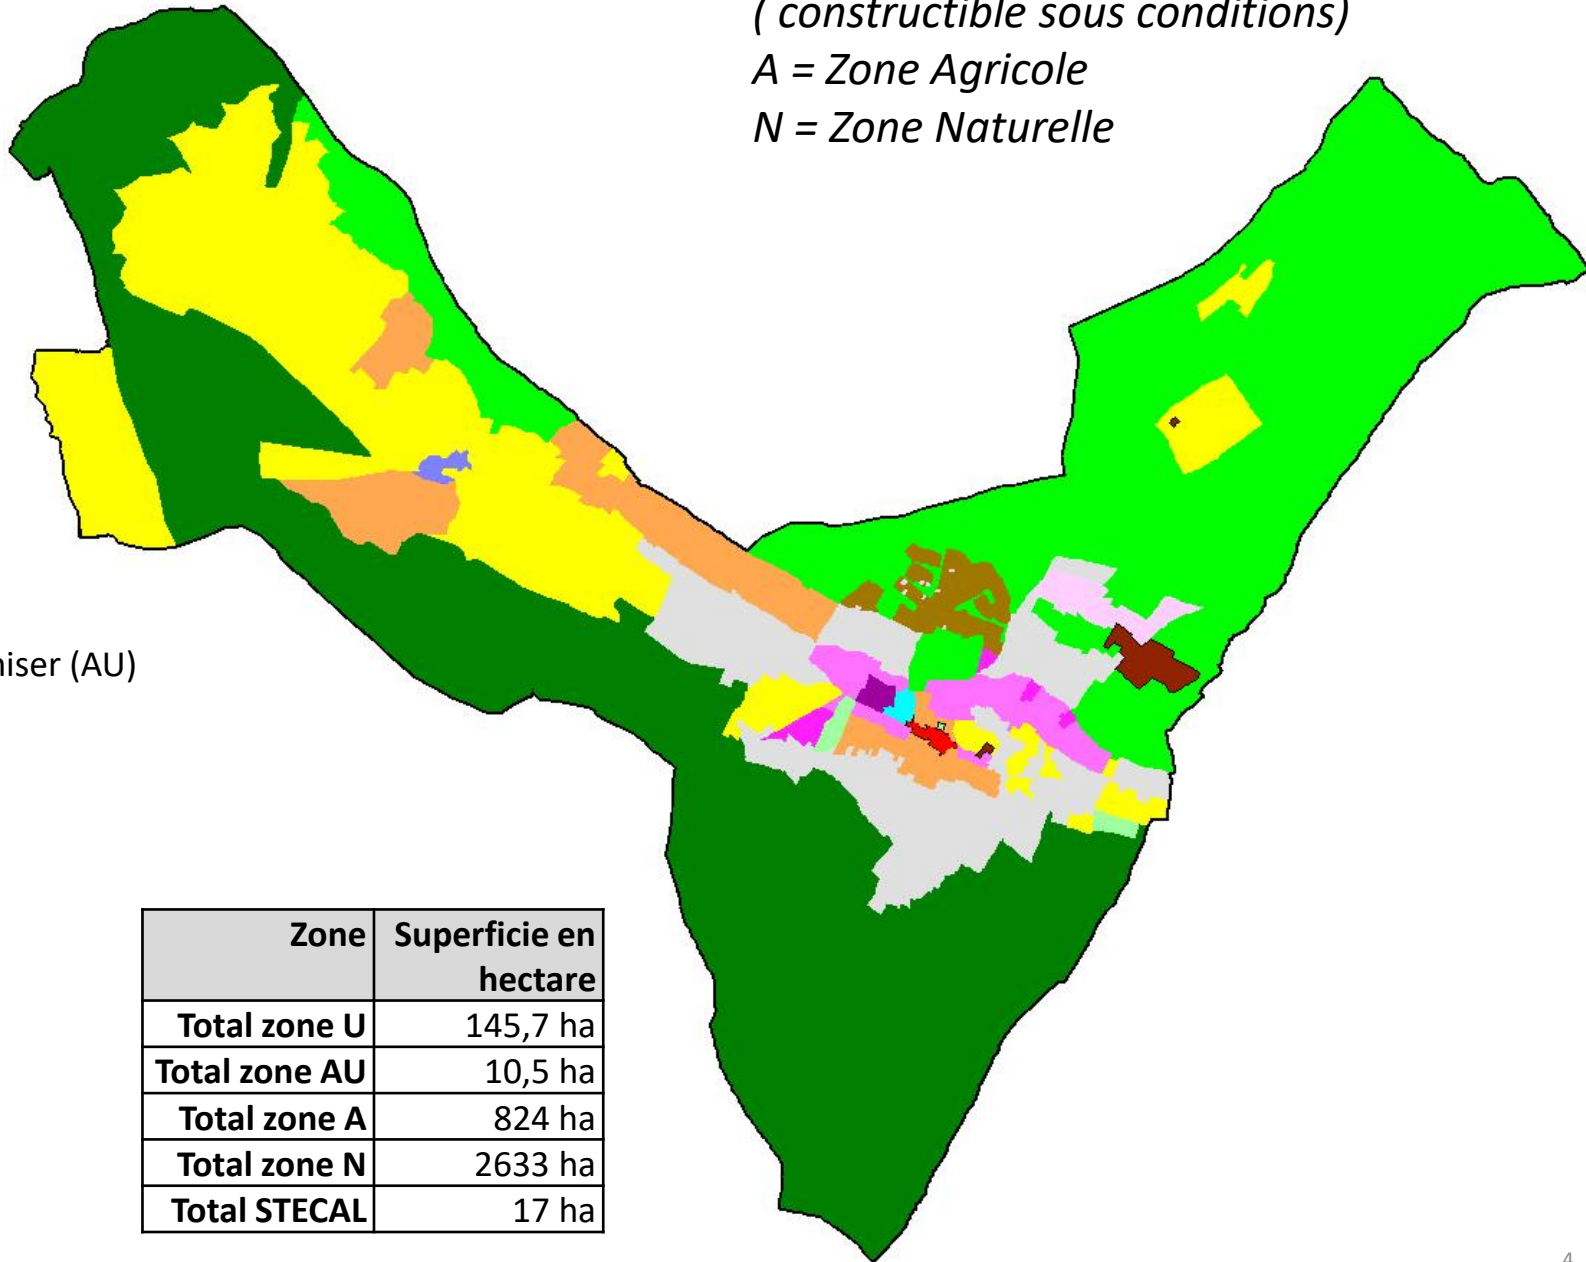 ( constructible sous conditions)
A = Zone Agricole
N = Zone Naturelle
niser (AU)
Zone Superficie en
hectare
Total zone U 145,7 ha
Total zone AU 10,5 ha
Total zone A 824 ha
Total zone N 2633 ha
Total STECAL 17 ha
4